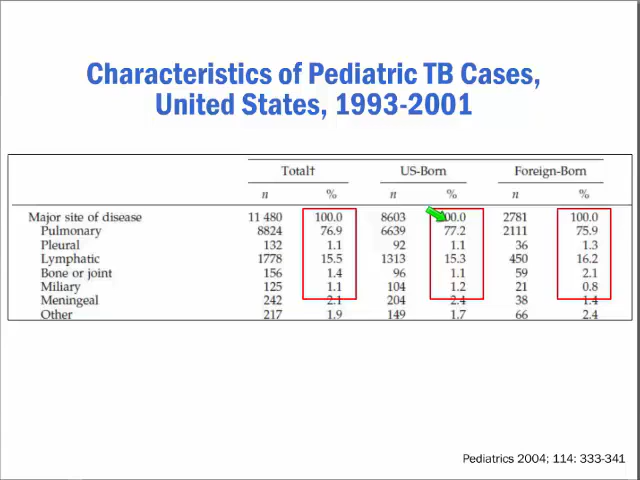 Characteristics of Pediatric TB Cases,
United States, 1993-2001
Total† US-Born Foreign-Born
n % n % n %
Major site of disease 11 480 100.0 8603 00.0 2781 100.0
Pulmonary 8824 76.9 6639 77.2 2111 75.9
Pleural 132 1.1 92 1.1 36 1.3
Lymphatic 1778 15.5 1313 15.3 450 16.2
Bone or joint 156 1.4 96 1.1 59 2.1
Miliary 125 1.1 104 1.2 21 0.8
Meningeal 242 2.1 204 2.4 38 1.4
Other 217 1.9 149 1.7 66 2.4
Pediatrics 2004; 114: 333-341